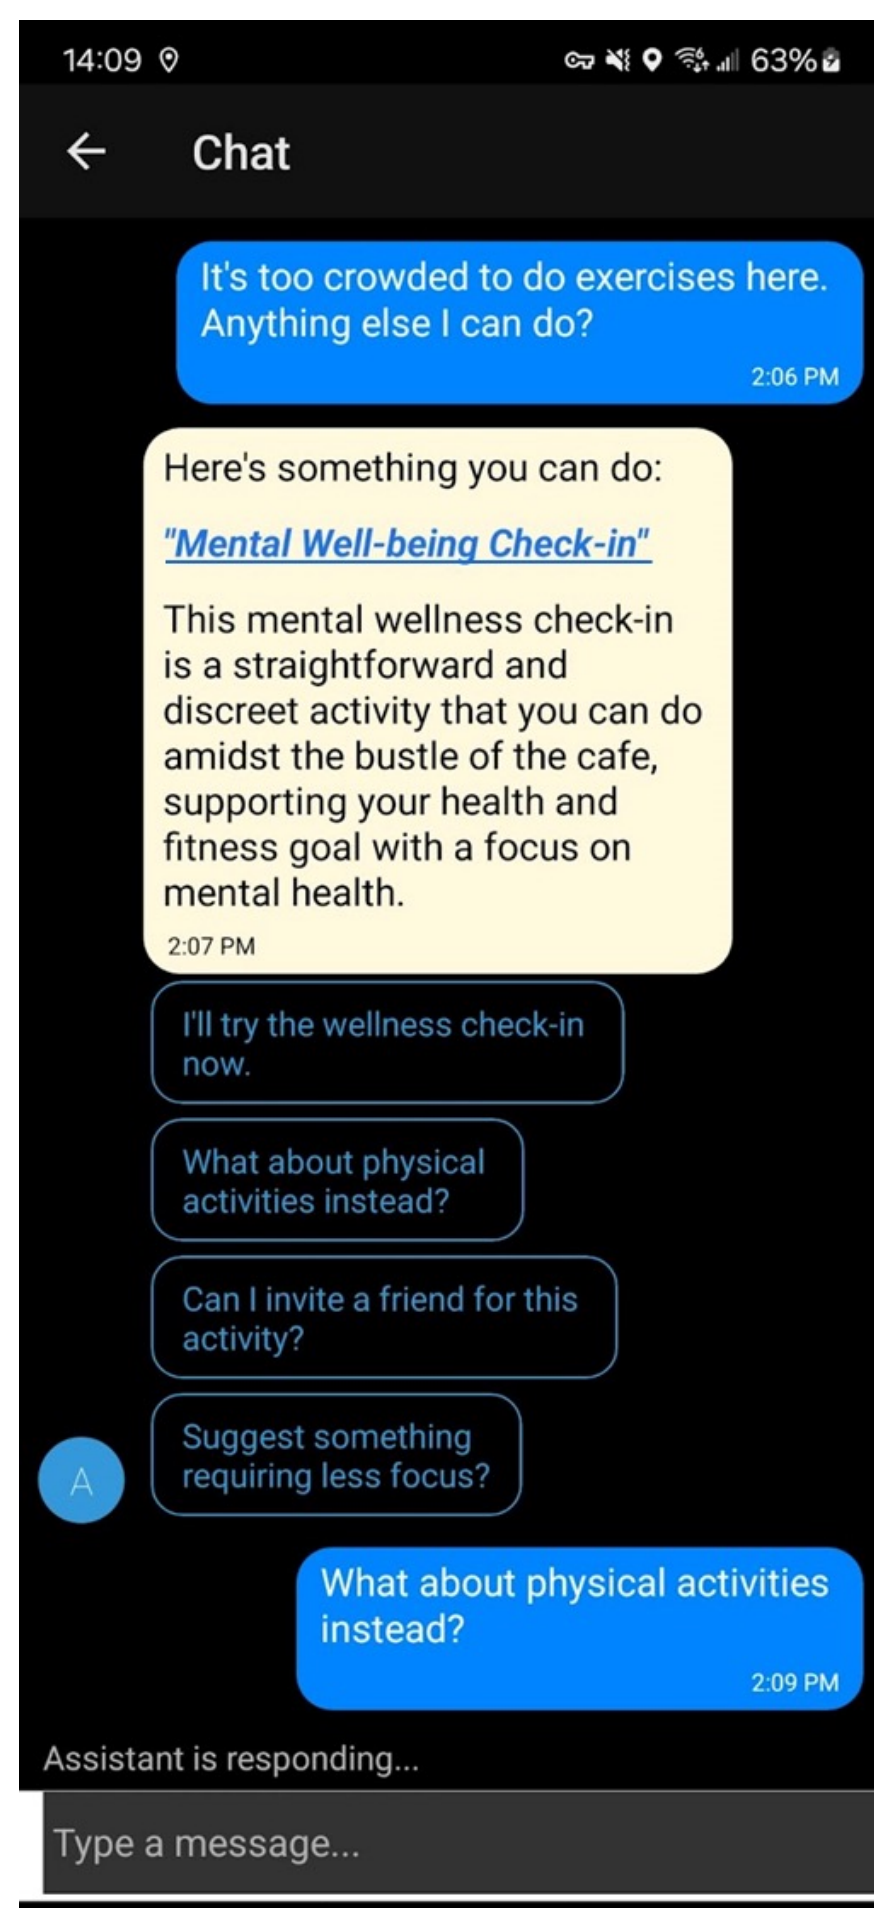 14:09 63%
Chat
It's too crowded to do exercises here.
Anything else I can do?
2:06 PM
Here's something you can do:
"Mental Well-being Check-in"
This mental wellness check-in
is a straightforward and
discreet activity that you can do
amidst the bustle of the cafe,
supporting your health and
fitness goal with a focus on
mental health.
2:07 PM
I'll try the wellness check-in
now.
What about physical
activities instead?
Can I invite a friend for this
activity?
Suggest something
requiring less focus?
A
What about physical activities
instead?
2:09 PM
Assistant is responding...
Type a message...